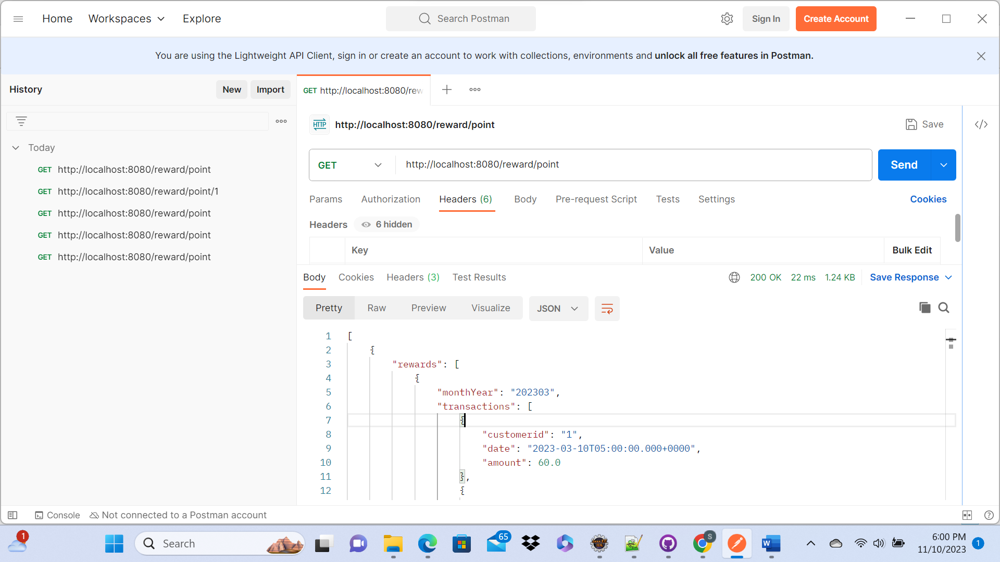 Home
Workspaces
Explore
Search Postman
Sign In
Create Account
You are using the Lightweight API Client, sign in or create an account to work with collections, environments and unlock all free features in Postman.
History
New
Import
GET http://localhost:8080/rew
HTTP http://localhost:8080/reward/point
Save
Today
GET http://localhost:8080/reward/point
GET http://localhost:8080/reward/point/1
GET http://localhost:8080/reward/point
GET http://localhost:8080/reward/point
GET http://localhost:8080/reward/point
GET
http://localhost:8080/reward/point
Send
Params
Authorization
Headers (6)
Body
Pre-request Script
Tests
Settings
Cookies
Headers
6 hidden
Key
Value
Bulk Edit
Body
Cookies
Headers (3)
Test Results
200 OK
22 ms
1.24 KB
Save Response
Pretty
Raw
Preview
Visualize
JSON
1 [
2 {
3 "rewards": [
4 {
5 "monthYear": "202303",
6 "transactions": [
7 {
8 "customerid": "1",
9 "date": "2023-03-10T05:00:00.000+0000",
10 "amount": 60.0
11 },
12 {
Console
Not connected to a Postman account
1
Search
65
Java EE
IDE
S
W
6:00 PM
11/10/2023
1